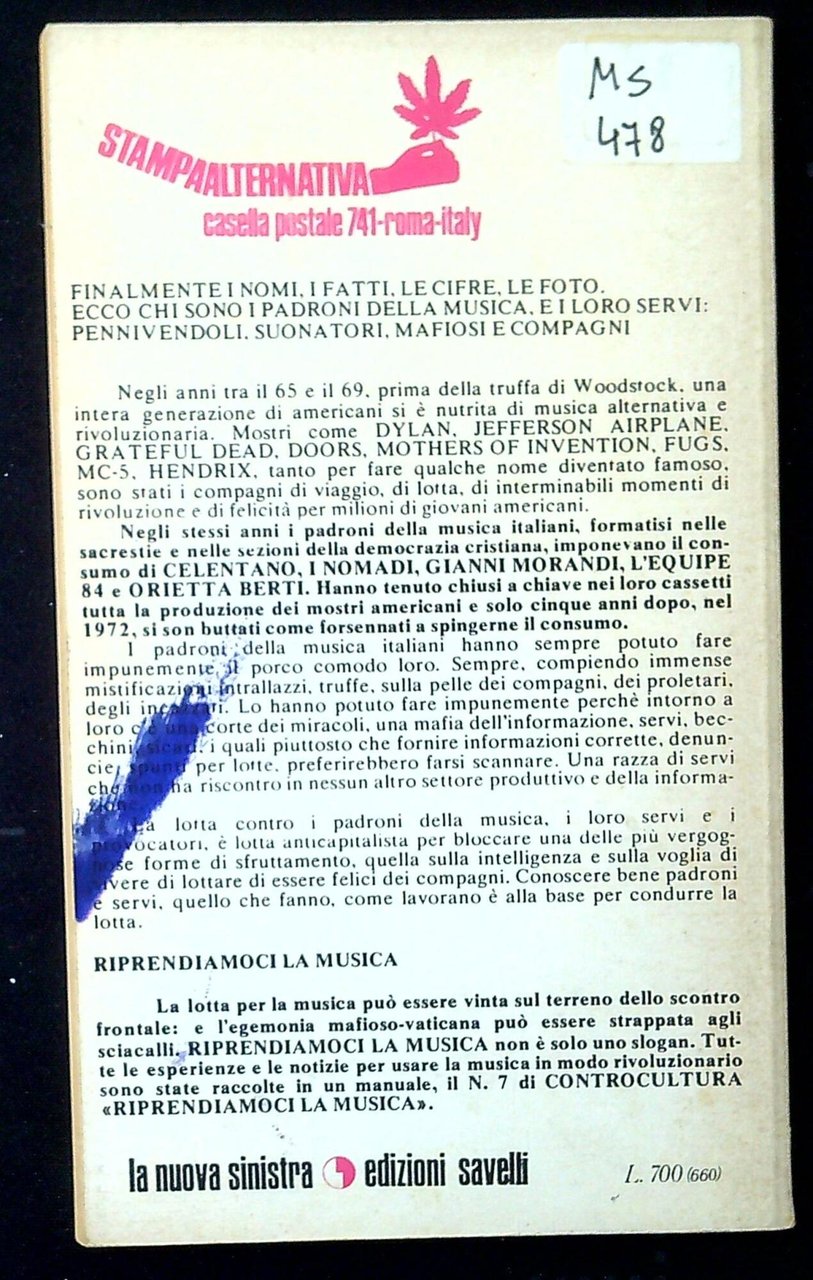 MS
478
STAMPAALTERNATIVA
casella postale 741-roma-italy
FINALMENTE I NOMI, I FATTI, LE CIFRE, LE FOTO.
ECCO CHI SONO I PADRONI DELLA MUSICA, E I LORO SERVI:
PENNIVENDOLI, SUONATORI, MAFIOSI E COMPAGNI
Negli anni tra il 65 e il 69, prima della truffa di Woodstock, una
intera generazione di americani si è nutrita di musica alternativa e
rivoluzionaria. Mostri come DYLAN, JEFFERSON AIRPLANE,
GRATEFUL DEAD, DOORS, MOTHERS OF INVENTION, FUGS,
MC-5, HENDRIX, tanto per fare qualche nome diventato famoso,
sono stati i compagni di viaggio, di lotta, di interminabili momenti di
rivoluzione e di felicità per milioni di giovani americani.
Negli stessi anni i padroni della musica italiani, formatisi nelle
sacrestie e nelle sezioni della democrazia cristiana, imponevano il con-
sumo di CELENTANO, I NOMADI, GIANNI MORANDI, L'EQUIPE
84 e ORIETTA BERTI. Hanno tenuto chiusi a chiave nei loro cassetti
tutta la produzione dei mostri americani e solo cinque anni dopo, nel
1972, si son buttati come forsennati a spingerne il consumo.
I padroni della musica italiani hanno sempre potuto fare
impunemente il porco comodo loro. Sempre, compiendo immense
mistificazioni intrallazzi, truffe, sulla pelle dei compagni, dei proletari,
degli incazzati. Lo hanno potuto fare impunemente perchè intorno a
loro c'è una corte dei miracoli, una mafia dell'informazione, servi, bec-
chini, sicari, i quali piuttosto che fornire informazioni corrette, denun-
cie, spunti per lotte, preferirebbero farsi scannare. Una razza di servi
che non ha riscontro in nessun altro settore produttivo e della informa-
zione.
La lotta contro i padroni della musica, i loro servi e i
provocatori, è lotta anticapitalista per bloccare una delle più vergog-
nose forme di sfruttamento, quella sulla intelligenza e sulla voglia di
vivere di lottare di essere felici dei compagni. Conoscere bene padroni
e servi, quello che fanno, come lavorano è alla base per condurre la
lotta.
RIPRENDIAMOCI LA MUSICA
La lotta per la musica può essere vinta sul terreno dello scontro
frontale: e l'egemonia mafioso-vaticana può essere strappata agli
sciacalli. RIPRENDIAMOCI LA MUSICA non è solo uno slogan. Tut-
te le esperienze e le notizie per usare la musica in modo rivoluzionario
sono state raccolte in un manuale, il N. 7 di CONTROCULTURA
«RIPRENDIAMOCI LA MUSICA».
la nuova sinistra edizioni savelli
L. 700 (660)